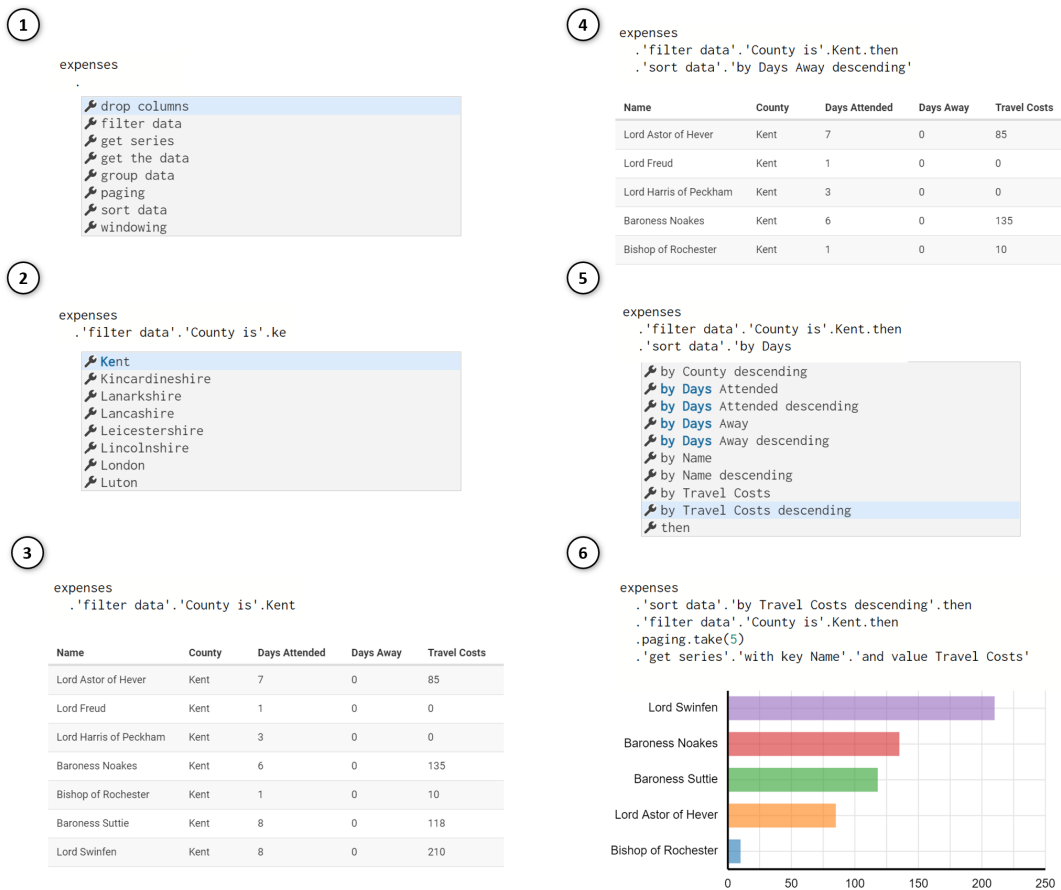 1
expenses
.
drop columns
filter data
get series
get the data
group data
paging
sort data
windowing
2
expenses
.'filter data'.'County is'.ke
Kent
Kincardineshire
Lanarkshire
Lancashire
Leicestershire
Lincolnshire
London
Luton
3
expenses
.'filter data'.'County is'.Kent
Name County Days Attended Days Away Travel Costs
Lord Astor of Hever Kent 7 0 85
Lord Freud Kent 1 0 0
Lord Harris of Peckham Kent 3 0 0
Baroness Noakes Kent 6 0 135
Bishop of Rochester Kent 1 0 10
Baroness Suttie Kent 8 0 118
Lord Swinfen Kent 8 0 210
4
expenses
.'filter data'.'County is'.Kent.then
.'sort data'.'by Days Away descending'
Name County Days Attended Days Away Travel Costs
Lord Astor of Hever Kent 7 0 85
Lord Freud Kent 1 0 0
Lord Harris of Peckham Kent 3 0 0
Baroness Noakes Kent 6 0 135
Bishop of Rochester Kent 1 0 10
5
expenses
.'filter data'.'County is'.Kent.then
.'sort data'.'by Days
by County descending
by Days Attended
by Days Attended descending
by Days Away
by Days Away descending
by Name
by Name descending
by Travel Costs
by Travel Costs descending
then
6
expenses
.'sort data'.'by Travel Costs descending'.then
.'filter data'.'County is'.Kent.then
.paging.take(5)
.'get series'.'with key Name'.'and value Travel Costs'
Lord Swinfen
Baroness Noakes
Baroness Suttie
Lord Astor of Hever
Bishop of Rochester
0 50 100 150 200 250